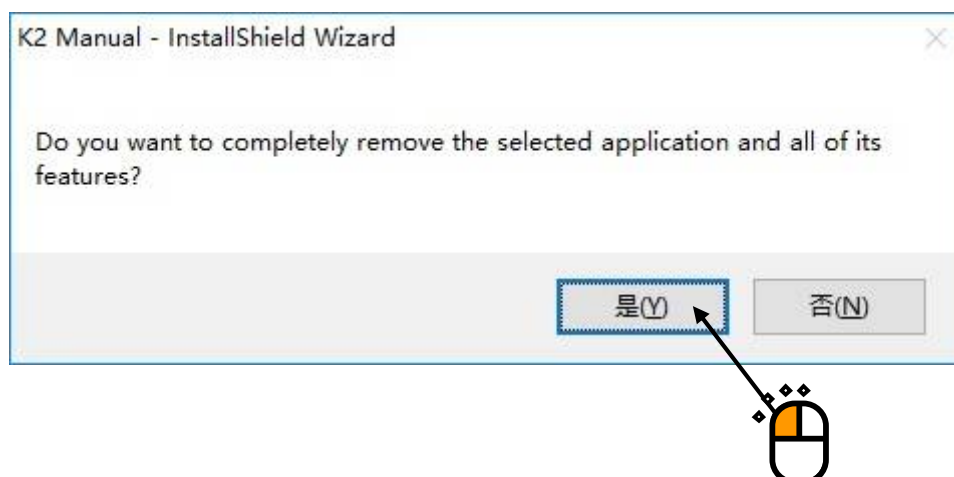 K2 Manual - InstallShield Wizard
Do you want to completely remove the selected application and all of its
features?
是(Y)
否(N)